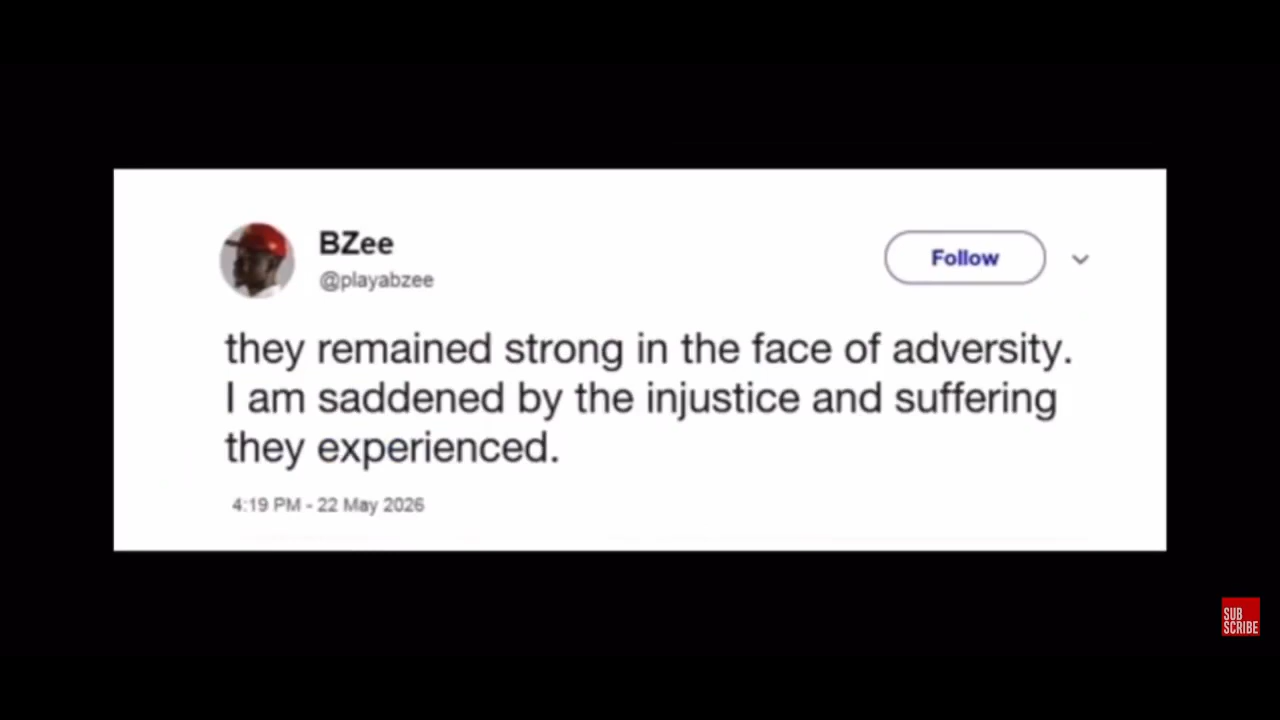 BZee
@playabzee
Follow
they remained strong in the face of adversity.
I am saddened by the injustice and suffering
they experienced.
4:19 PM - 22 May 2026
SUB
SCRIBE